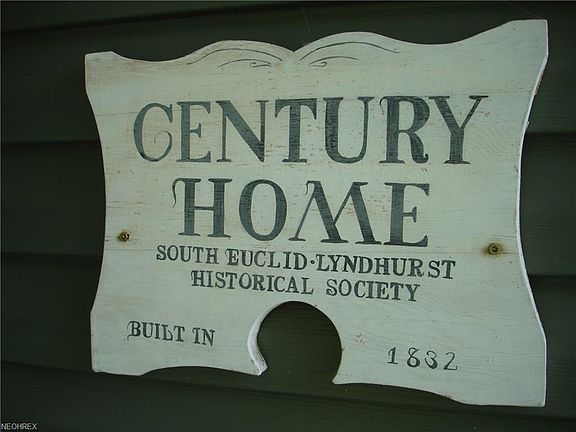 CENTURY
HOME
SOUTH EUCLID·LYNDHURST
HISTORICAL SOCIETY
BUILT IN 1832
NEOHREX